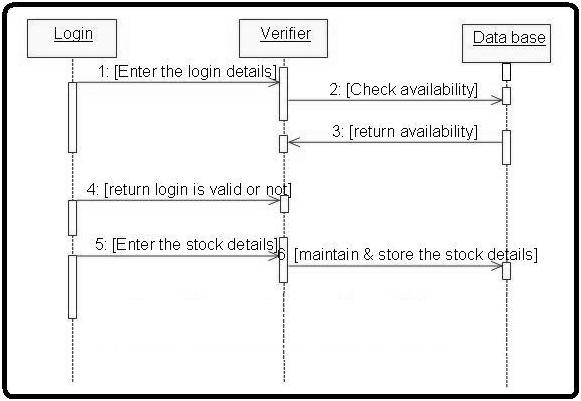 Login
Verifier
Data base
1: [Enter the login details]
2: [Check availability]
3: [return availability]
4: [return login is valid or not]
5: [Enter the stock details]
6 [maintain & store the stock details]